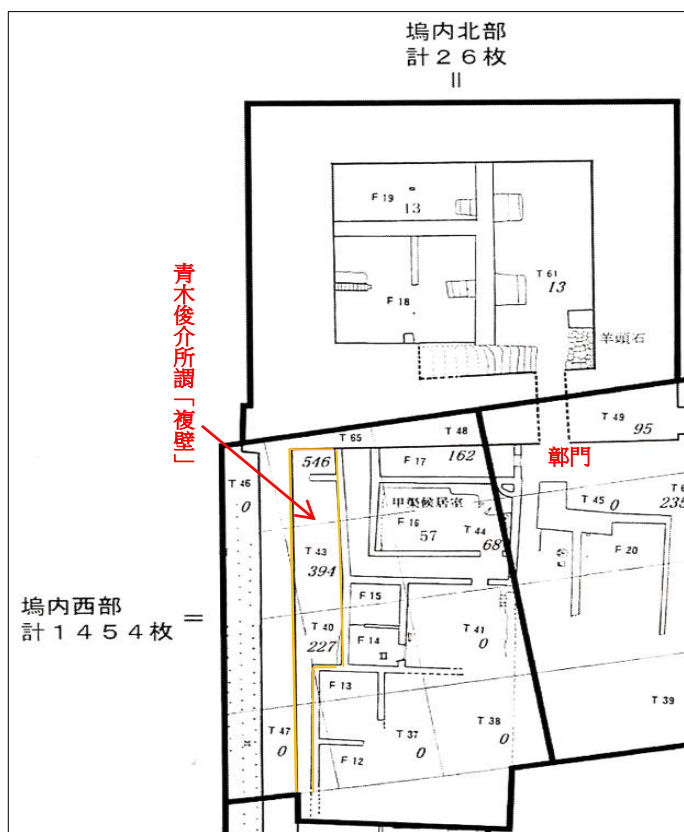 塢内北部
計２６枚
＝
F 19
13
F 18
T 61
13
羊頭石
青木俊介所謂「複壁」
T 49
95
鄣門
T 48
162
T 65
546
F 17
T 46
0
甲渠候居室
F 16
57
T 44
68
T 45
0
235
F 20
T 43
394
F 15
塢内西部
計１４５４枚
＝
T 40
227
F 14
T 41
0
F 13
T 39
T 47
0
T 37
0
T 38
0
F 12